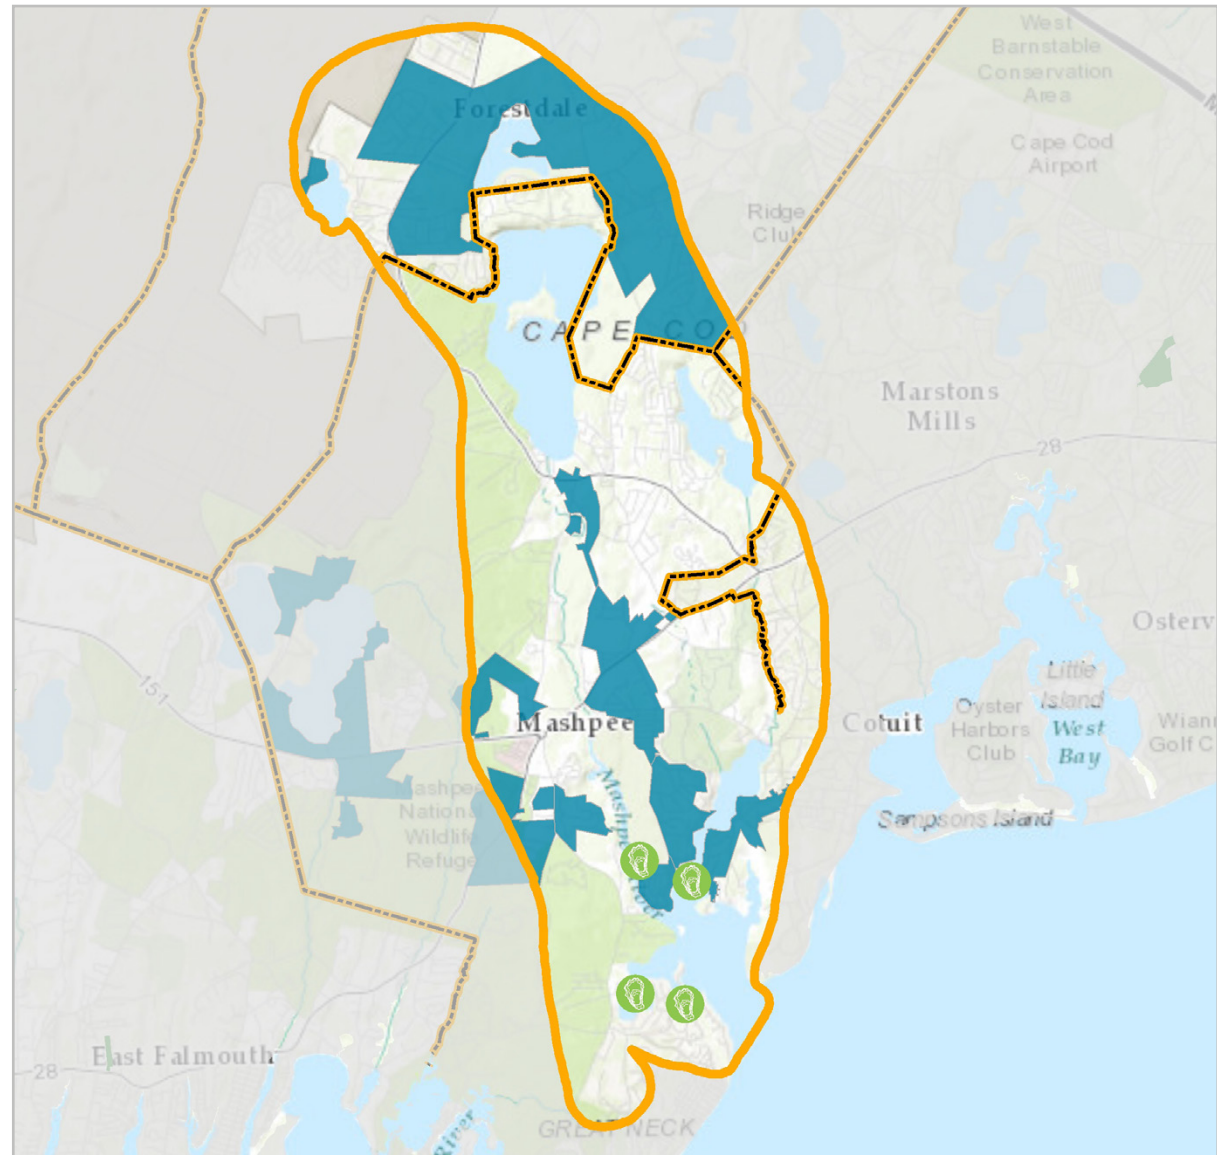 West
Barnstable
Conservation
Area
M
Forestdale
Cape Cod
Airport
Ridge
Club
CAPE COD
Marstons
Mills
28
Osterv
Little
Island
151
Mashpee
Cotuit
Oyster
Harbors
Club
West
Bay
Wiann
Golf C
Mashpee
National
Wildlife
Refuge
Mashpee River
Sampsons Island
East Falmouth
28
GREAT NECK
River